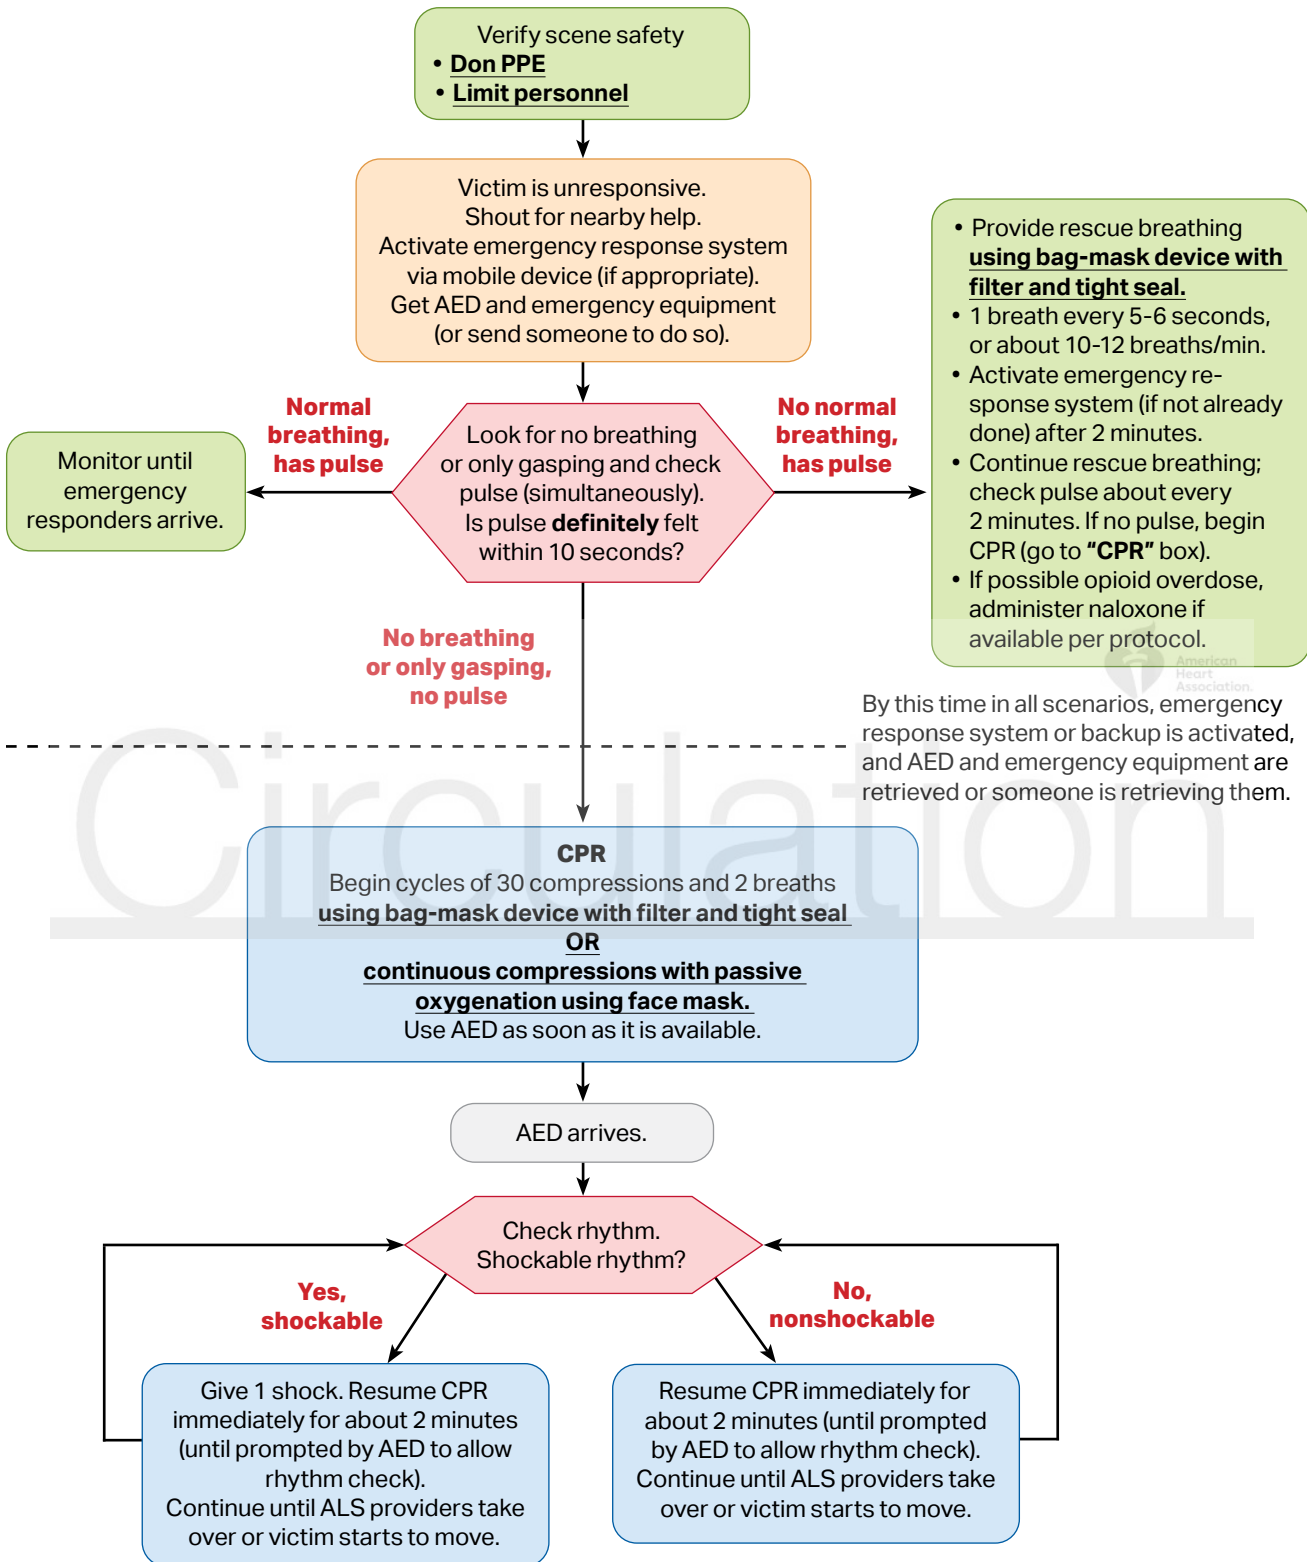 Verify scene safety
• Don PPE
• Limit personnel
Victim is unresponsive.
Shout for nearby help.
Activate emergency response system
via mobile device (if appropriate).
Get AED and emergency equipment
(or send someone to do so).
Normal
breathing,
has pulse
Look for no breathing
or only gasping and check
pulse (simultaneously).
Is pulse definitely felt
within 10 seconds?
No normal
breathing,
has pulse
Monitor until
emergency
responders arrive.
• Provide rescue breathing
using bag-mask device with
filter and tight seal.
• 1 breath every 5-6 seconds,
or about 10-12 breaths/min.
• Activate emergency re-
sponse system (if not already
done) after 2 minutes.
• Continue rescue breathing;
check pulse about every
2 minutes. If no pulse, begin
CPR (go to “CPR” box).
• If possible opioid overdose,
administer naloxone if
available per protocol.
American
Heart
Association.
No breathing
or only gasping,
no pulse
By this time in all scenarios, emergency
response system or backup is activated,
and AED and emergency equipment are
retrieved or someone is retrieving them.
Circulation
CPR
Begin cycles of 30 compressions and 2 breaths
using bag-mask device with filter and tight seal
OR
continuous compressions with passive
oxygenation using face mask.
Use AED as soon as it is available.
AED arrives.
Check rhythm.
Shockable rhythm?
Yes,
shockable
No,
nonshockable
Give 1 shock. Resume CPR
immediately for about 2 minutes
(until prompted by AED to allow
rhythm check).
Continue until ALS providers take
over or victim starts to move.
Resume CPR immediately for
about 2 minutes (until prompted
by AED to allow rhythm check).
Continue until ALS providers take
over or victim starts to move.